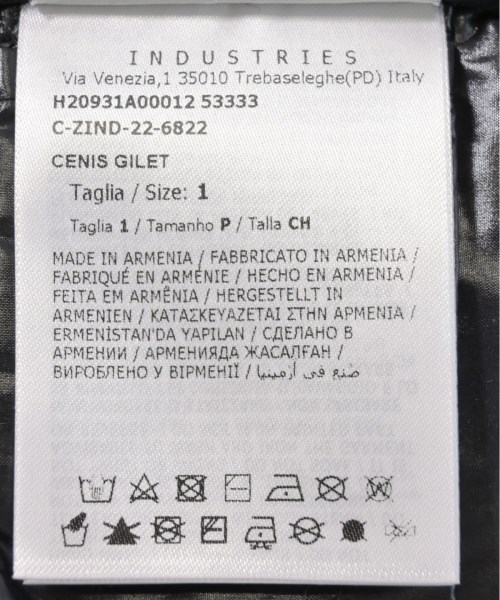 INDUSTRIES
Via Venezia,1 35010 Trebaseleghe(PD) Italy
H20931A00012 53333
C-ZIND-22-6822
CENIS GILET
Taglia / Size: 1
Taglia 1 / Tamanho P / Talla CH
MADE IN ARMENIA / FABBRICATO IN ARMENIA /
FABRIQUÉ EN ARMÉNIE / HECHO EN ARMENIA /
FEITA EM ARMÊNIA / HERGESTELLT IN
ARMENIEN / ΚΑΤΑΣΚΕΥΑΖΕΤΑΙ ΣΤΗΝ ΑΡΜΕΝΙΑ /
ERMENİSTAN'DA YAPILAN / СДЕЛАНО В
АРМЕНИИ / АРМЕНИЯДА ЖАСАЛҒАН /
ВИРОБЛЕНО У ВІРМЕНІЇ / صُنع في أرمينيا